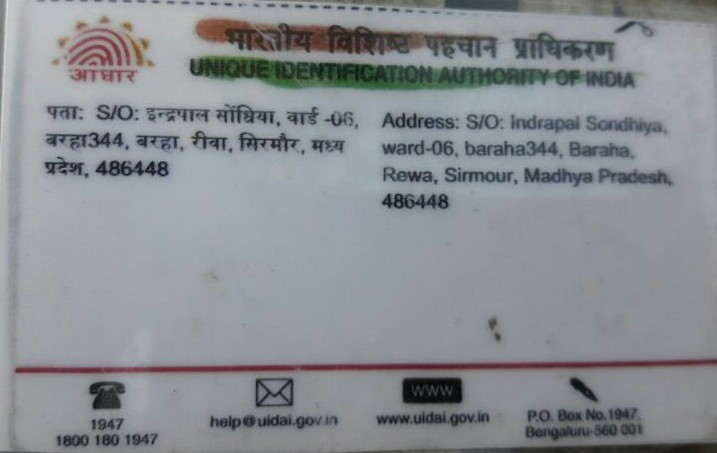 भारतीय विशिष्ट पहचान प्राधिकरण
UNIQUE IDENTIFICATION AUTHORITY OF INDIA
आधार
पता: S/O: इन्द्रपाल सोंधिया, वार्ड -06,
बरहा344, बरहा, रीवा, सिरमौर, मध्य
प्रदेश, 486448
Address: S/O: Indrapal Sondhiya,
ward-06, baraha344, Baraha,
Rewa, Sirmour, Madhya Pradesh,
486448
1947
1800 180 1947
help@uidai.gov.in
WWW
www.uidai.gov.in
P.O. Box No.1947,
Bengaluru-560 001